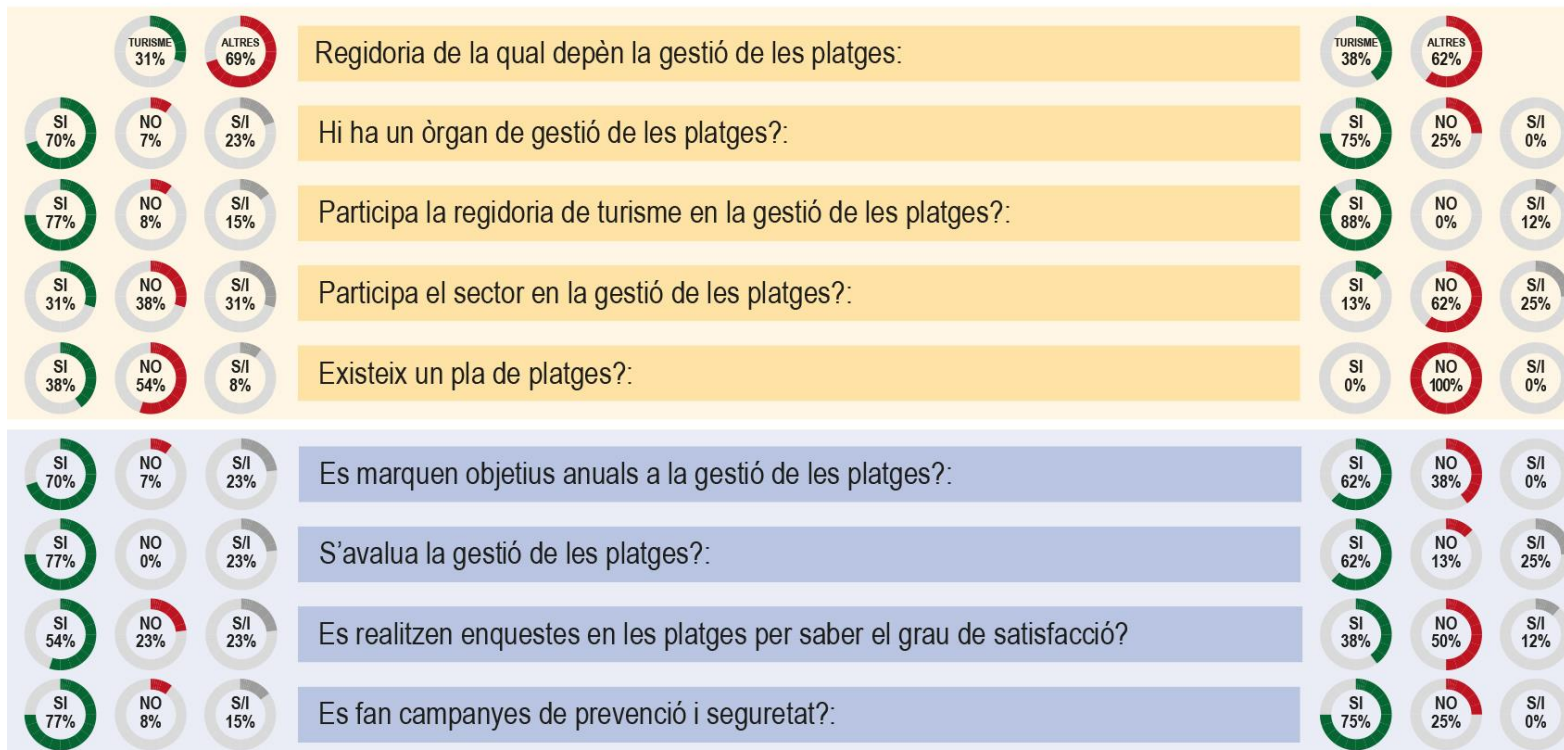 TURISME 31% ALTRES 69% Regidoria de la qual depèn la gestió de les platges: TURISME 38% ALTRES 62%
SI 70% NO 7% S/I 23% Hi ha un òrgan de gestió de les platges?: SI 75% NO 25% S/I 0%
SI 77% NO 8% S/I 15% Participa la regidoria de turisme en la gestió de les platges?: SI 88% NO 0% S/I 12%
SI 31% NO 38% S/I 31% Participa el sector en la gestió de les platges?: SI 13% NO 62% S/I 25%
SI 38% NO 54% S/I 8% Existeix un pla de platges?: SI 0% NO 100% S/I 0%
SI 70% NO 7% S/I 23% Es marquen objetius anuals a la gestió de les platges?: SI 62% NO 38% S/I 0%
SI 77% NO 0% S/I 23% S’avalua la gestió de les platges?: SI 62% NO 13% S/I 25%
SI 54% NO 23% S/I 23% Es realitzen enquestes en les platges per saber el grau de satisfacció? SI 38% NO 50% S/I 12%
SI 77% NO 8% S/I 15% Es fan campanyes de prevenció i seguretat?: SI 75% NO 25% S/I 0%